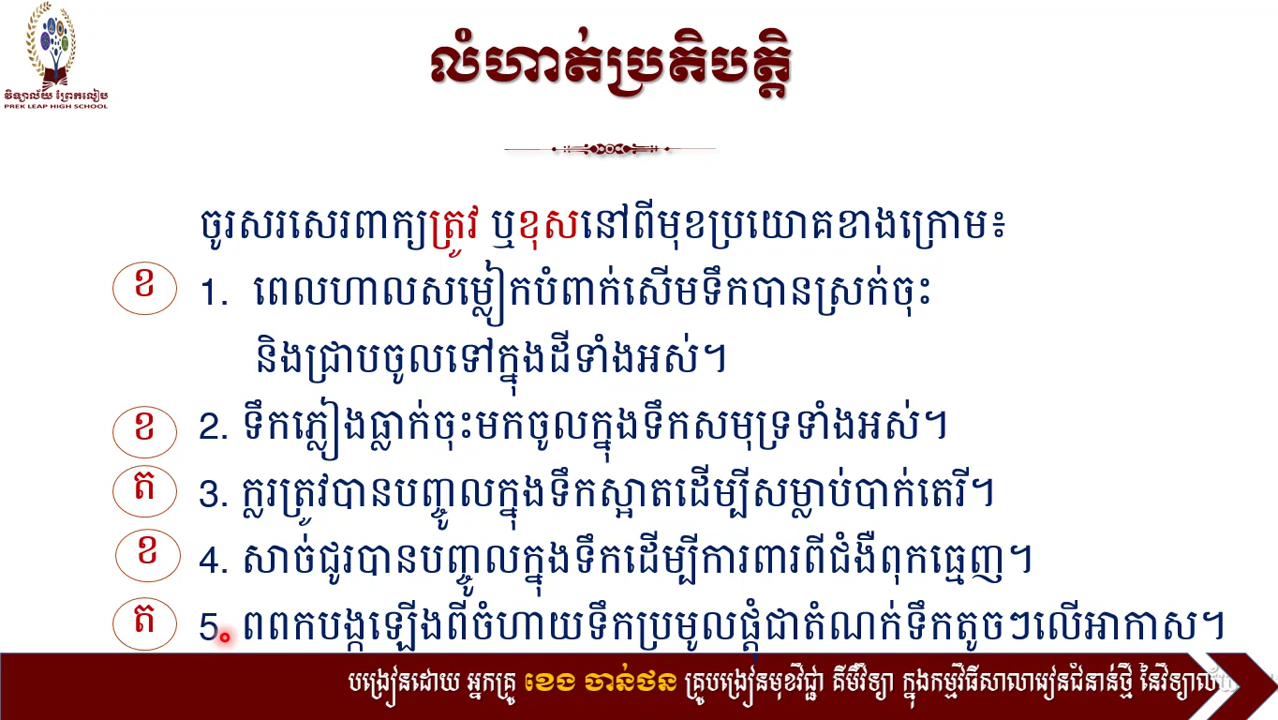 លំហាត់ប្រតិបត្តិ
វិទ្យាល័យ ព្រែកលៀប
PREK LEAP HIGH SCHOOL
ចូរសរសេរពាក្យត្រូវ ឬខុសនៅពីមុខប្រយោគខាងក្រោម៖
ខ 1. ពេលហាលសម្លៀកបំពាក់សើមទឹកបានស្រក់ចុះ
និងជ្រាបចូលទៅក្នុងដីទាំងអស់។
ខ 2. ទឹកភ្លៀងធ្លាក់ចុះមកចូលក្នុងទឹកសមុទ្រទាំងអស់។
ត 3. ក្លរត្រូវបានបញ្ចូលក្នុងទឹកស្អាតដើម្បីសម្លាប់បាក់តេរី។
ខ 4. សាច់ជូរបានបញ្ចូលក្នុងទឹកដើម្បីការពារពីជំងឺពុកធ្មេញ។
ត 5. ពពកបង្កឡើងពីចំហាយទឹកប្រមូលផ្តុំជាតំណក់ទឹកតូចៗលើអាកាស។
បង្រៀនដោយ អ្នកគ្រូ ខេង ចាន់ថន គ្រូបង្រៀនមុខវិជ្ជា គីមីវិទ្យា ក្នុងកម្មវិធីសាលារៀនជំនាន់ថ្មី នៃវិទ្យាល័យ